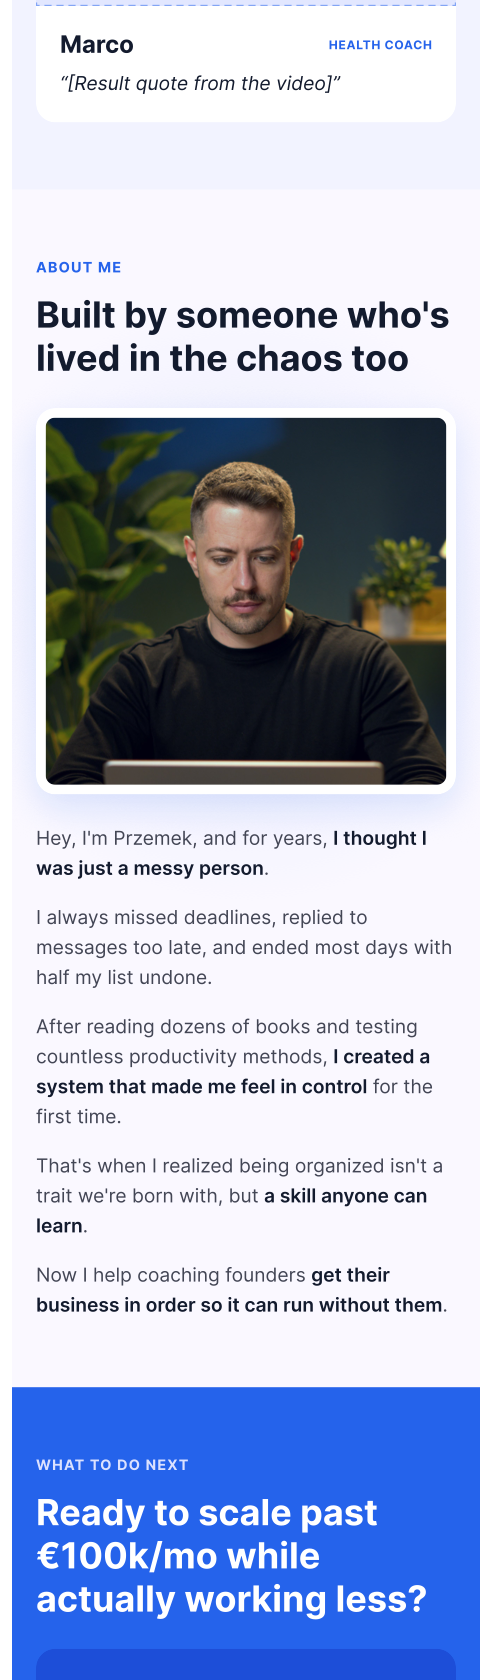 Marco
HEALTH COACH
“[Result quote from the video]”
ABOUT ME
Built by someone who's
lived in the chaos too
Hey, I'm Przemek, and for years, I thought I
was just a messy person.
I always missed deadlines, replied to
messages too late, and ended most days with
half my list undone.
After reading dozens of books and testing
countless productivity methods, I created a
system that made me feel in control for the
first time.
That's when I realized being organized isn't a
trait we're born with, but a skill anyone can
learn.
Now I help coaching founders get their
business in order so it can run without them.
WHAT TO DO NEXT
Ready to scale past
€100k/mo while
actually working less?